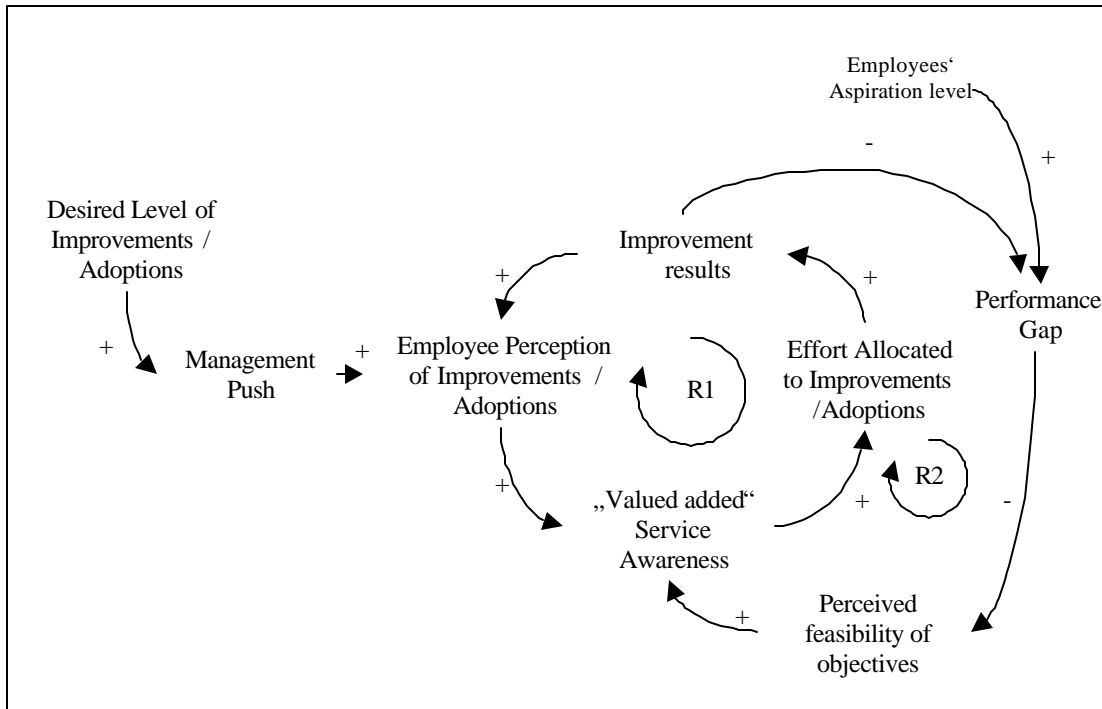 Employees‘
Aspiration level
-
+
Desired Level of
Improvements /
Adoptions
Improvement
results
+
+
Performance
Gap
+
Management
Push
+
Employee Perception
of Improvements /
Adoptions
R1
Effort Allocated
to Improvements
/Adoptions
+
„Valued added“
Service
Awareness
+
R2
-
+
Perceived
feasibility of
objectives